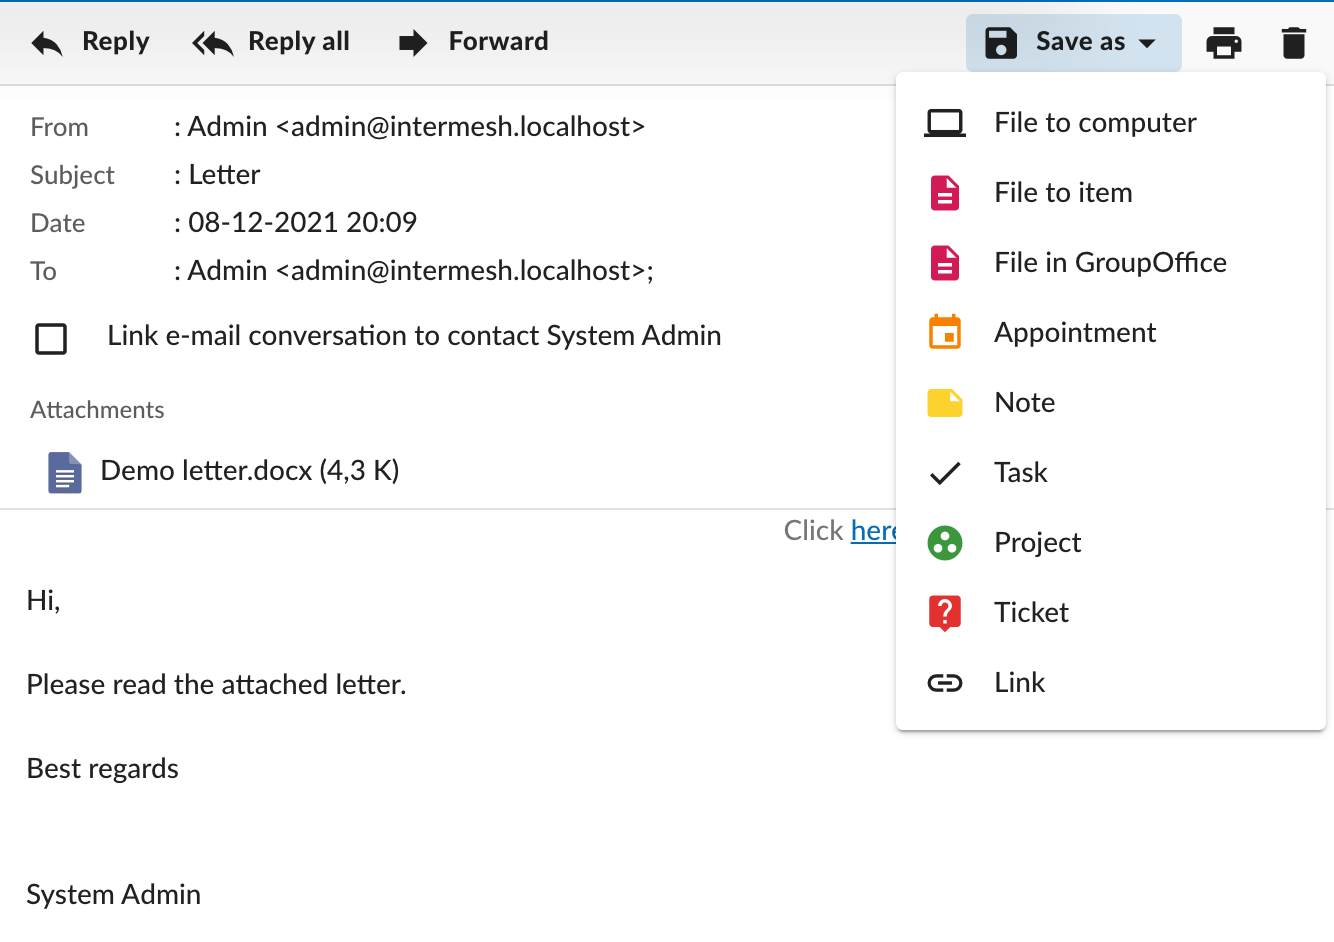 Reply Reply all Forward Save as
From : Admin <admin@intermesh.localhost>
Subject : Letter
Date : 08-12-2021 20:09
To : Admin <admin@intermesh.localhost>;
Link e-mail conversation to contact System Admin
Attachments
Demo letter.docx (4,3 K)
Click here
Hi,
Please read the attached letter.
Best regards
System Admin
File to computer
File to item
File in GroupOffice
Appointment
Note
Task
Project
Ticket
Link